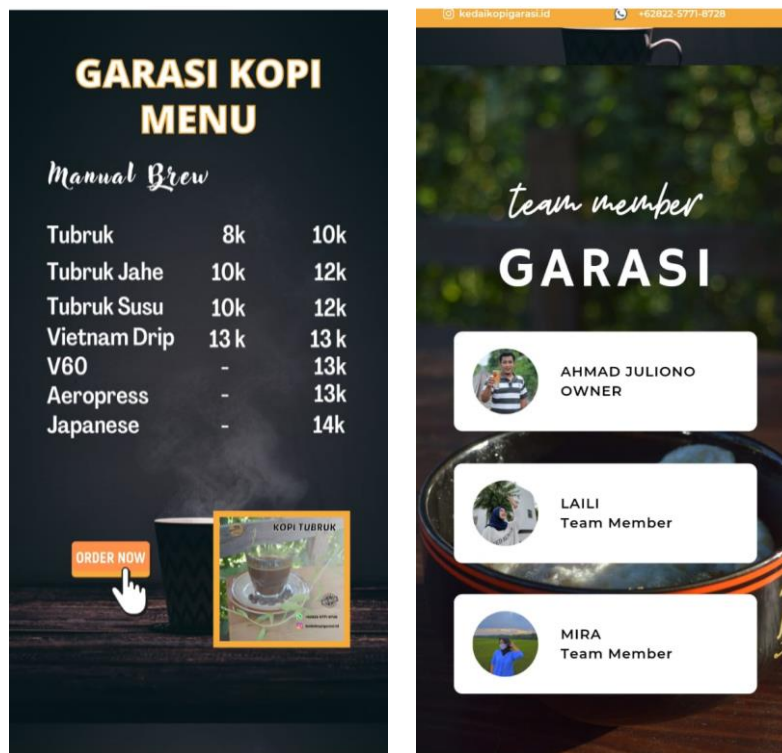 GARASI KOPI
MENU
Manual Brew
Tubruk 8k 10k
Tubruk Jahe 10k 12k
Tubruk Susu 10k 12k
Vietnam Drip 13 k 13 k
V60 - 13k
Aeropress - 13k
Japanese - 14k
ORDER NOW
KOPI TUBRUK
kedaikopigarasi.id
kedaikopigarasi.id +62822-5771-8728
team member
GARASI
AHMAD JULIONO
OWNER
LAILI
Team Member
MIRA
Team Member